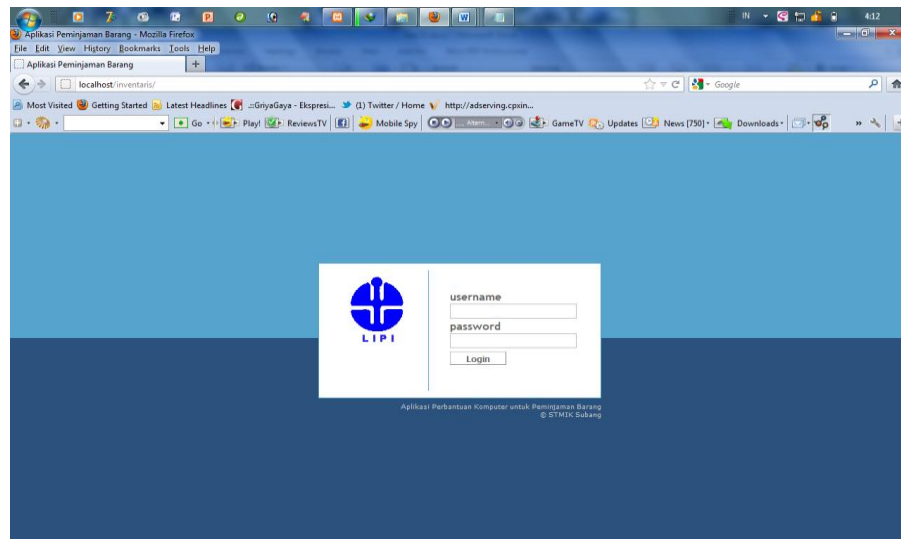 IN 4:12
Aplikasi Peminjaman Barang - Mozilla Firefox
File Edit View History Bookmarks Tools Help
Aplikasi Peminjaman Barang +
localhost/inventaris/ Google
Most Visited Getting Started Latest Headlines .::GriyaGaya - Ekspresi... (1) Twitter / Home http://adserving.cpxin...
Go Play! ReviewsTV Mobile Spy GameTV Updates News [750] Downloads
username
password
LIPI
Login
Aplikasi Perbantuan Komputer untuk Peminjaman Barang
© STMIK Subang